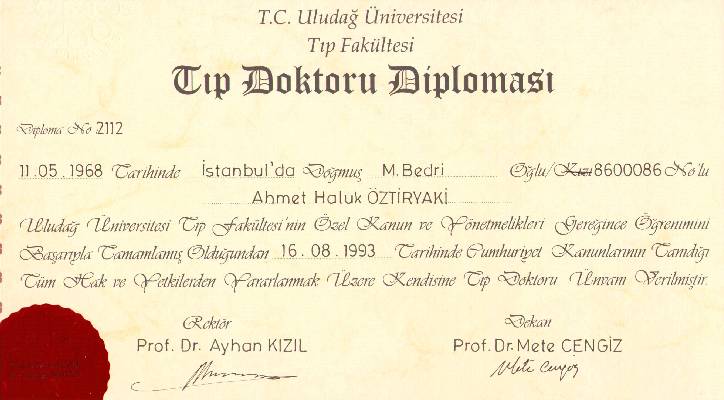 T.C. Uludağ Üniversitesi
Tıp Fakültesi
Tıp Doktoru Diploması
Diploma No 2112
11.05.1968 Tarihinde İstanbul'da Doğmuş M.Bedri Oğlu/Kızı 8600086 No'lu
Ahmet Haluk ÖZTİRYAKİ
Uludağ Üniversitesi Tıp Fakültesi'nin Özel Kanun ve Yönetmelikleri Gereğince Öğrenimini
Başarıyla Tamamlamış Olduğundan 16.08.1993 Tarihinde Cumhuriyet Kanunlarının Tanıdığı
Tüm Hak ve Yetkilerden Yararlanmak Üzere Kendisine Tıp Doktoru Ünvanı Verilmiştir.
Rektör Dekan
Prof. Dr. Ayhan KIZIL Prof. Dr. Mete CENGİZ
Mete Cengiz